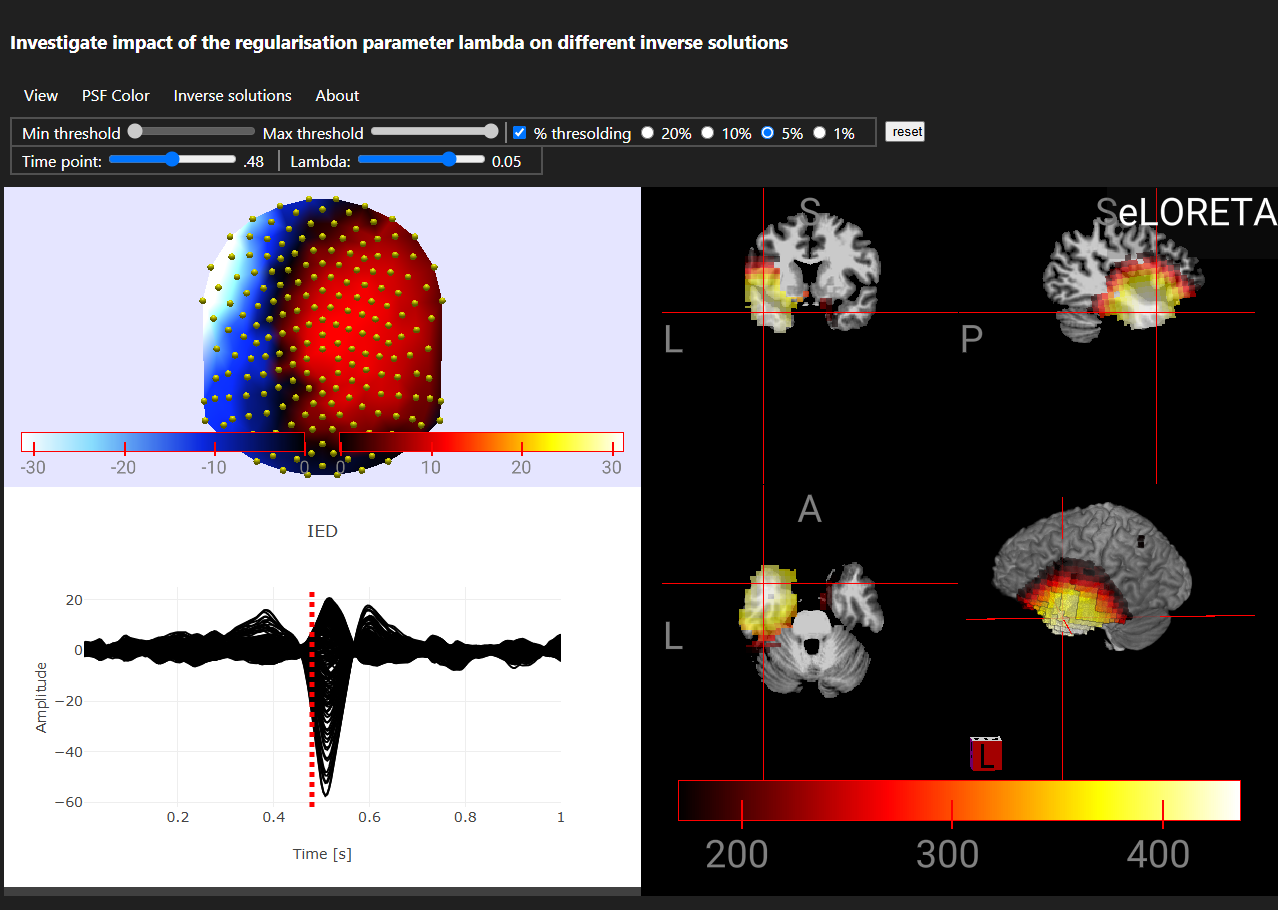 Investigate impact of the regularisation parameter lambda on different inverse solutions
View PSF Color Inverse solutions About
Min threshold Max threshold % thresolding 20% 10% 5% 1% reset
Time point: .48 Lambda: 0.05
S S eLORETA
L P
-30 -20 -10 0 0 10 20 30
A
IED
L
20
0
−20
−40
−60
Amplitude
0.2 0.4 0.6 0.8 1
Time [s]
L
200 300 400